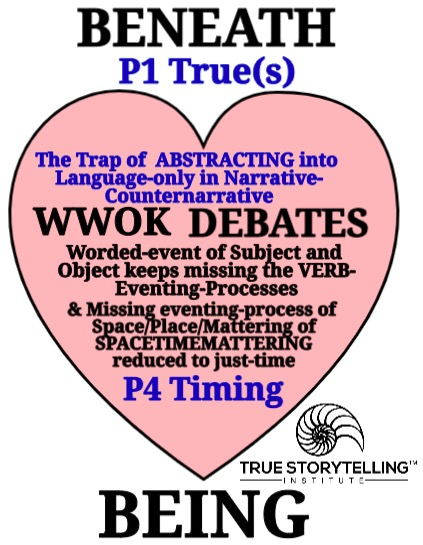 BENEATH
P1 True(s)
The Trap of ABSTRACTING into
Language-only in Narrative-
Counternarrative
WWOK DEBATES
Worded-event of Subject and
Object keeps missing the VERB-
Eventing-Processes
& Missing eventing-process of
Space/Place/Mattering of
SPACETIMEMATTERING
reduced to just-time
P4 Timing
TRUE STORYTELLING™
INSTITUTE
BEING